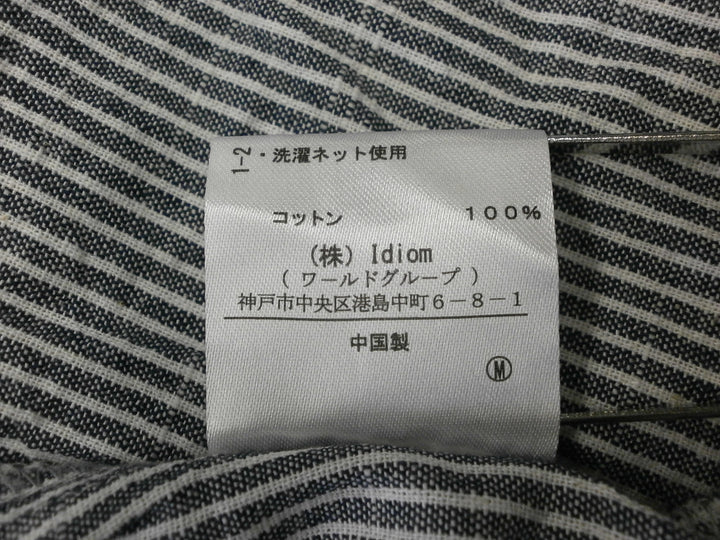 1-2
・洗濯ネット使用
コットン 100%
(株) Idiom
( ワールドグループ )
神戸市中央区港島中町6-8-1
中国製
Ⓜ